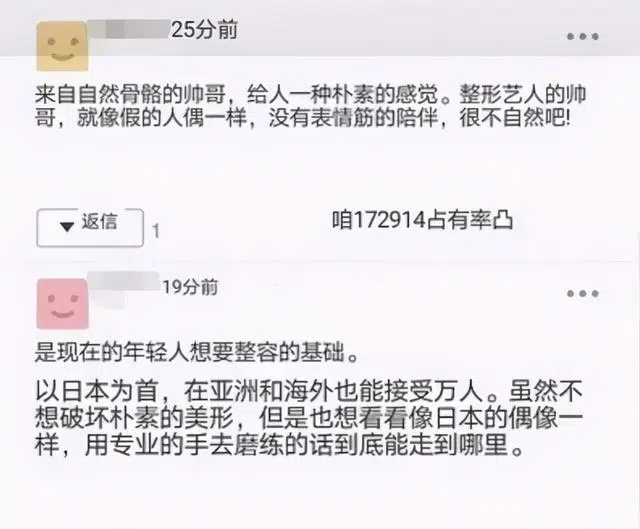 25分前
来自自然骨骼的帅哥，给人一种朴素的感觉。整形艺人的帅
哥，就像假的人偶一样，没有表情筋的陪伴，很不自然吧!
返信
1
咱172914占有率凸
19分前
是现在的年轻人想要整容的基础。
以日本为首，在亚洲和海外也能接受万人。虽然不
想破坏朴素的美形，但是也想看看像日本的偶像一
样，用专业的手去磨练的话到底能走到哪里。